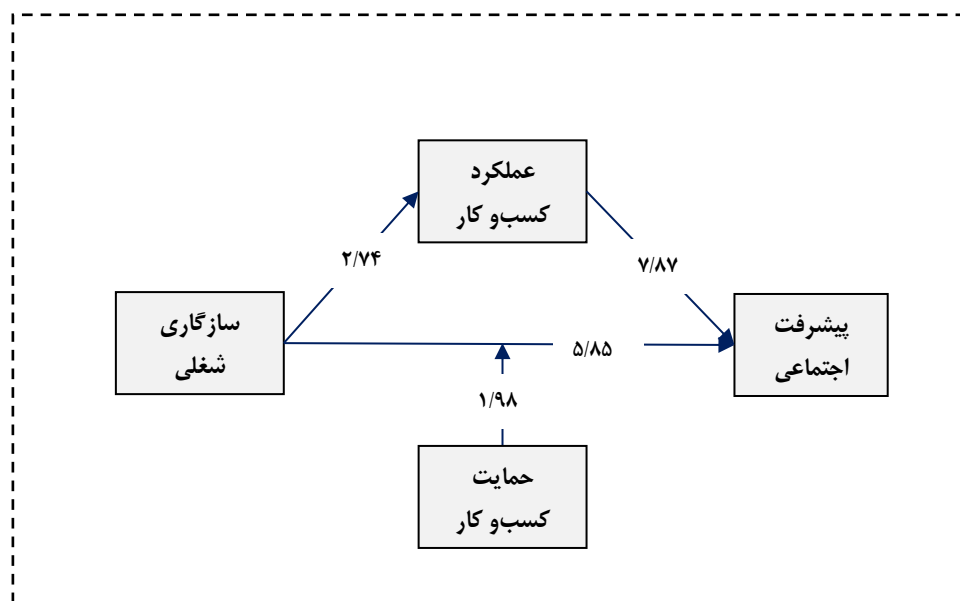 عملکرد
کسب‌و کار
۲/۷۴
۷/۸۷
سازگاری
شغلی
پیشرفت
اجتماعی
۵/۸۵
۱/۹۸
حمایت
کسب‌و کار